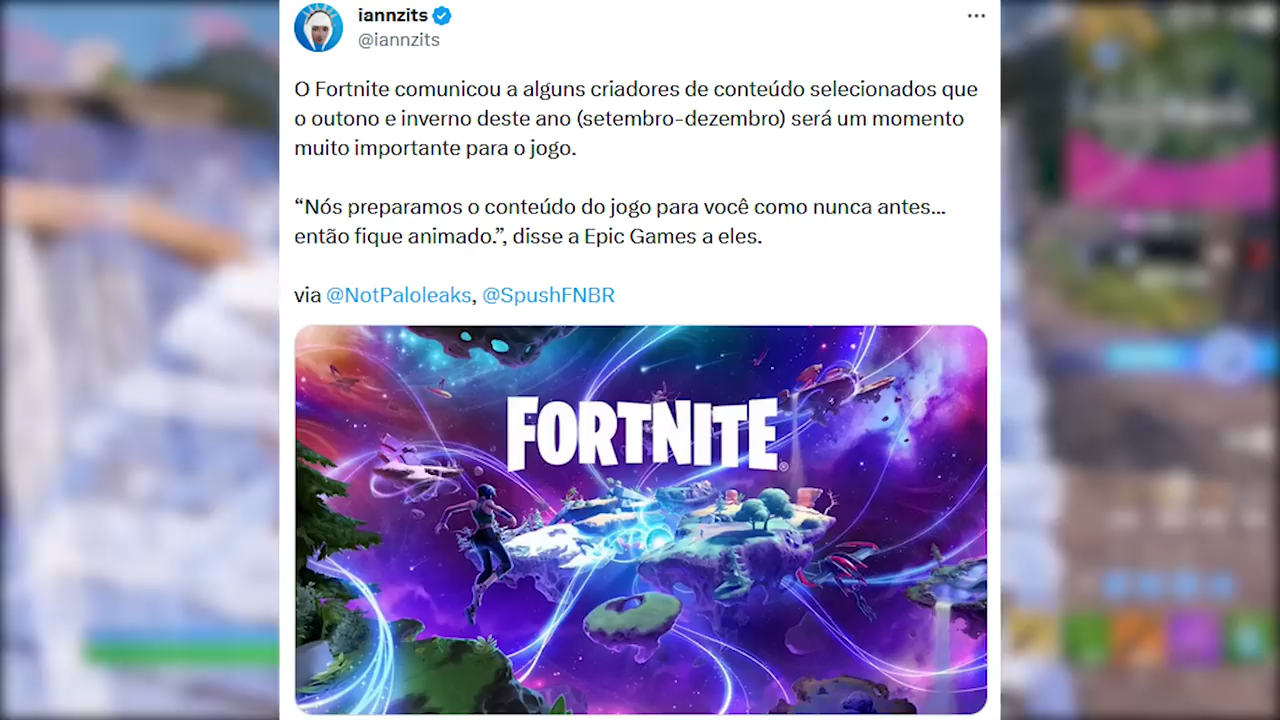 iannzits
@iannzits
O Fortnite comunicou a alguns criadores de conteúdo selecionados que
o outono e inverno deste ano (setembro-dezembro) será um momento
muito importante para o jogo.
“Nós preparamos o conteúdo do jogo para você como nunca antes...
então fique animado.”, disse a Epic Games a eles.
via @NotPaloleaks, @SpushFNBR
FORTNITE®